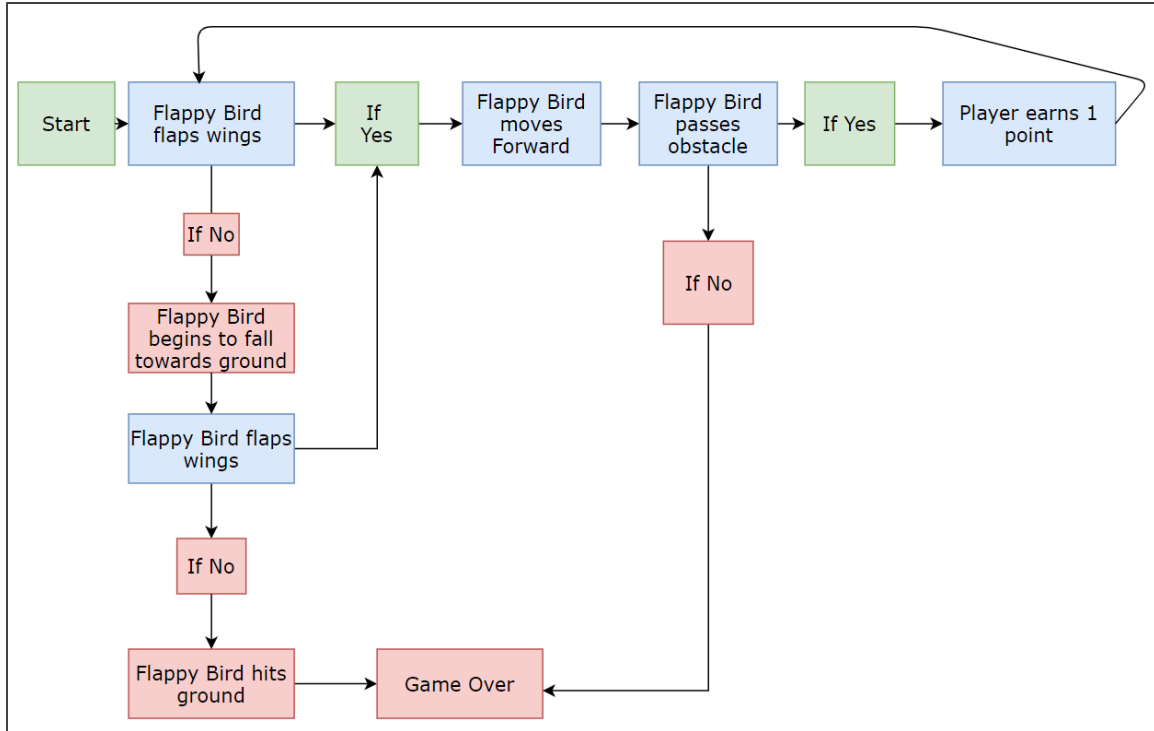 Start
Flappy Bird
flaps wings
If
Yes
Flappy Bird
moves
Forward
Flappy Bird
passes
obstacle
If Yes
Player earns 1
point
If No
If No
Flappy Bird
begins to fall
towards ground
Flappy Bird flaps
wings
If No
Flappy Bird hits
ground
Game Over